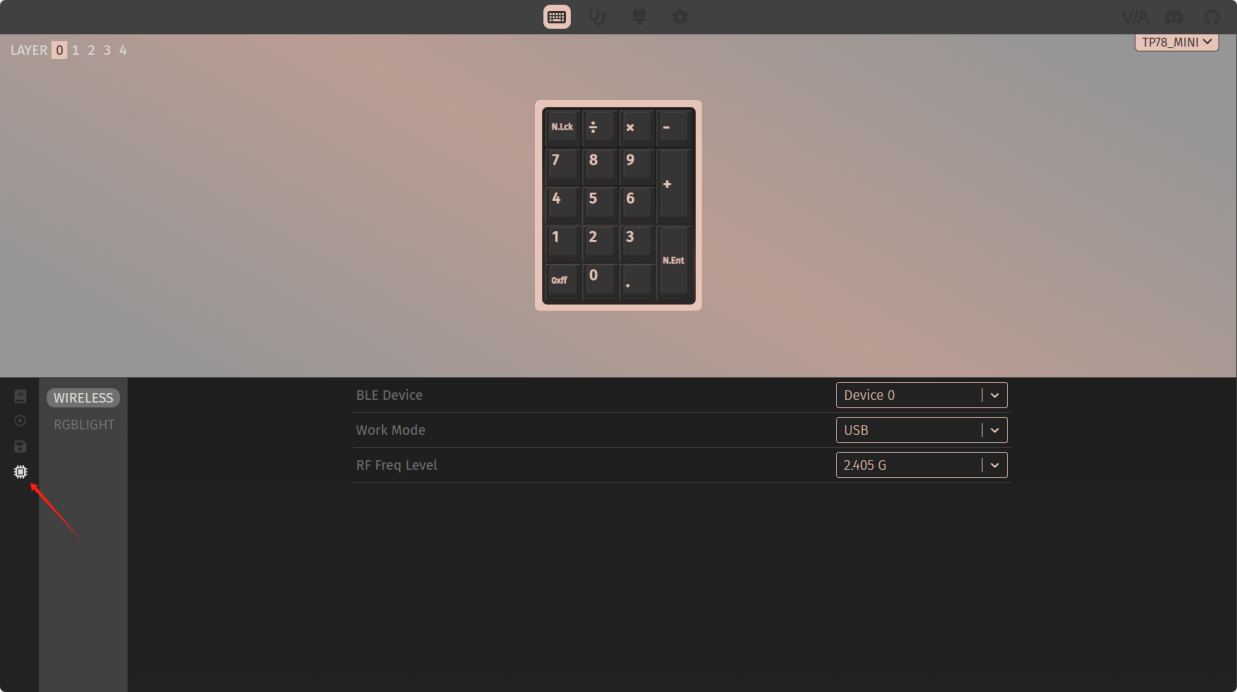 VIA
LAYER 0 1 2 3 4
TP78_MINI
N.Lck ÷ × -
7 8 9
+
4 5 6
1 2 3
N.Ent
0xff 0 .
WIRELESS
RGBLIGHT
BLE Device Device 0
Work Mode USB
RF Freq Level 2.405 G